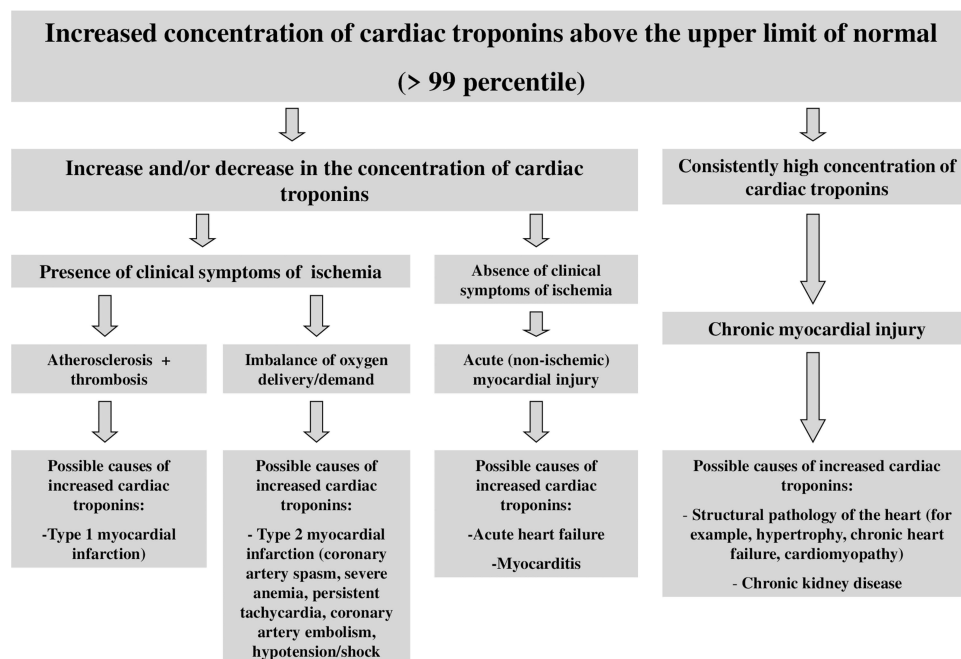 Increased concentration of cardiac troponins above the upper limit of normal
(> 99 percentile)
Increase and/or decrease in the concentration of cardiac
troponins
Consistently high concentration of
cardiac troponins
Presence of clinical symptoms of ischemia
Absence of clinical
symptoms of ischemia
Chronic myocardial injury
Atherosclerosis +
thrombosis
Imbalance of oxygen
delivery/demand
Acute (non-ischemic)
myocardial injury
Possible causes of
increased cardiac
troponins:
-Type 1 myocardial
infarction)
Possible causes of
increased cardiac
troponins:
- Type 2 myocardial
infarction (coronary
artery spasm, severe
anemia, persistent
tachycardia, coronary
artery embolism,
hypotension/shock
Possible causes of
increased cardiac
troponins:
-Acute heart failure
-Myocarditis
Possible causes of increased cardiac
troponins:
- Structural pathology of the heart (for
example, hypertrophy, chronic heart
failure, cardiomyopathy)
- Chronic kidney disease